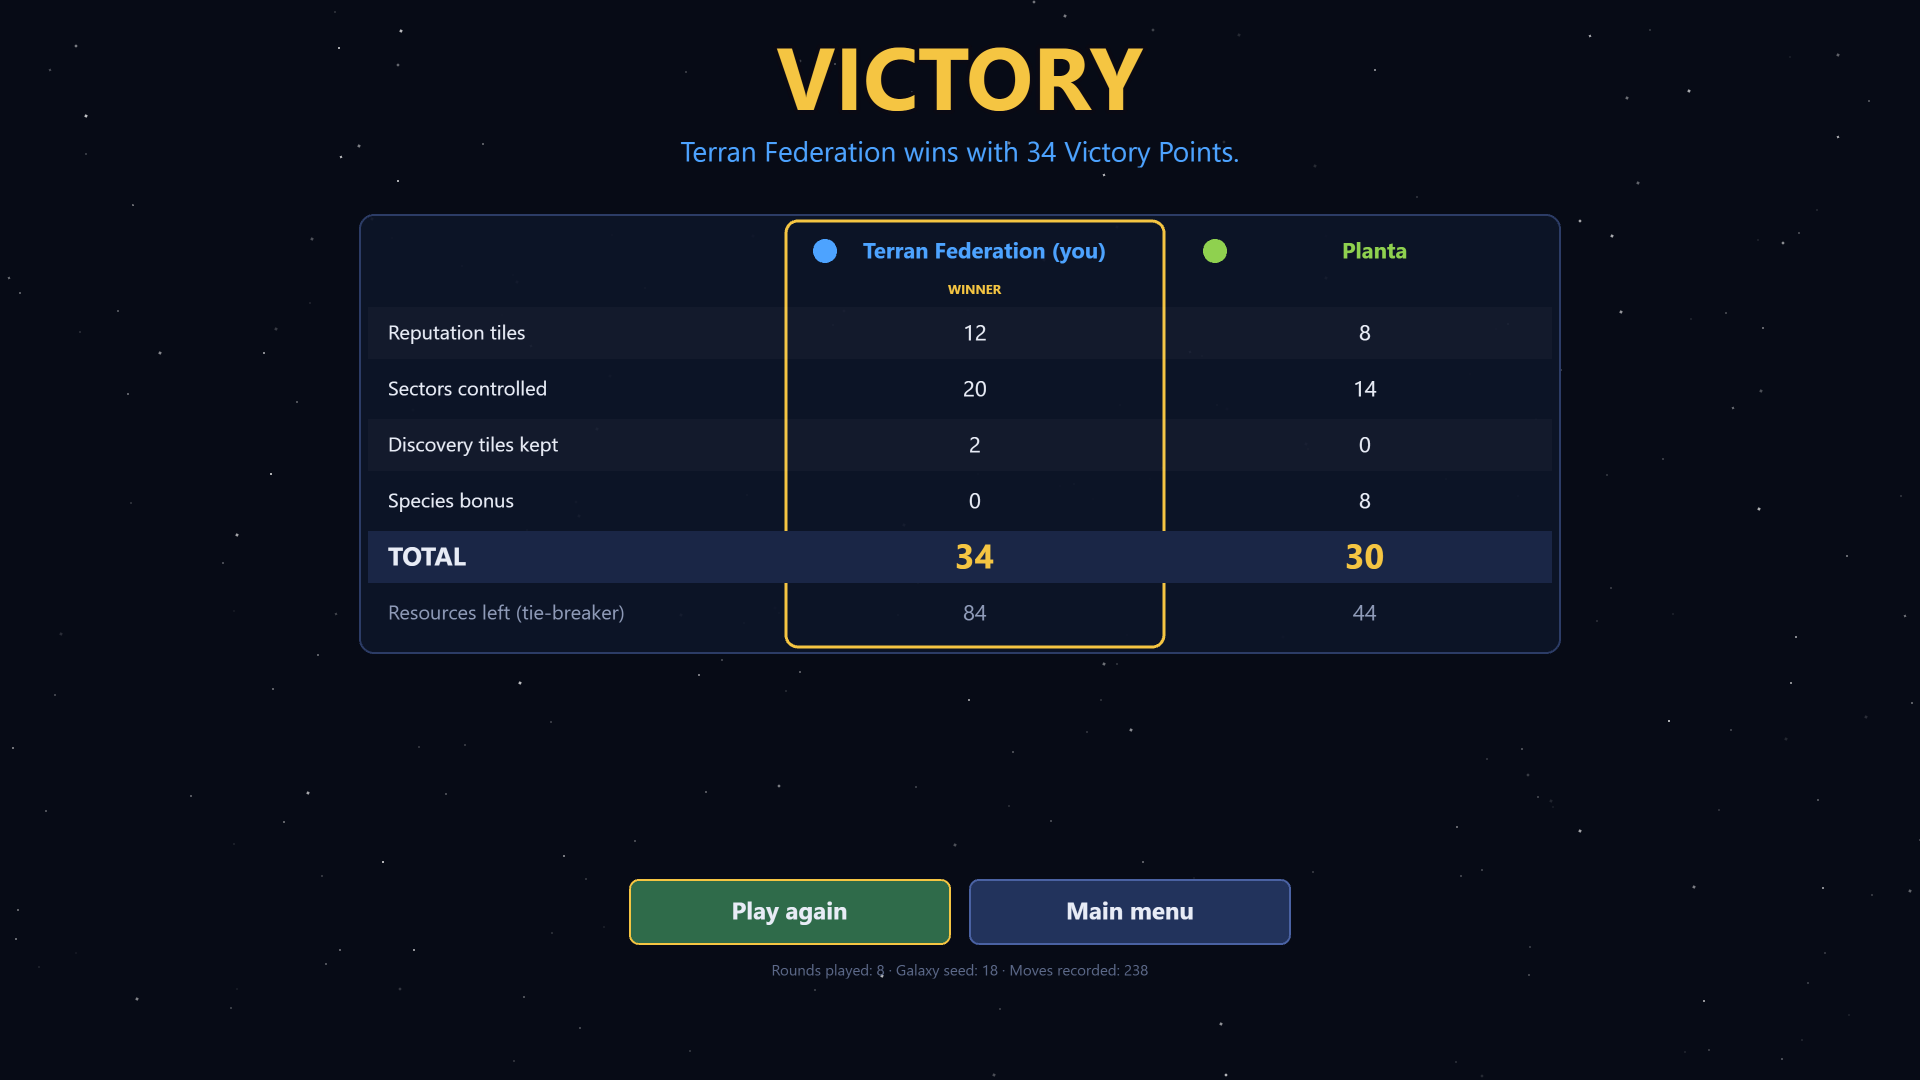 VICTORY
Terran Federation wins with 34 Victory Points.
Terran Federation (you) Planta
WINNER
Reputation tiles 12 8
Sectors controlled 20 14
Discovery tiles kept 2 0
Species bonus 0 8
TOTAL 34 30
Resources left (tie-breaker) 84 44
Play again Main menu
Rounds played: 8 · Galaxy seed: 18 · Moves recorded: 238